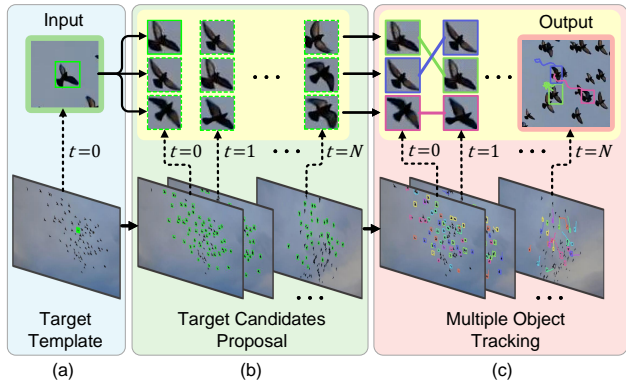 Input
Output
t=0
t=0
t=1
t=N
t=0
t=1
t=N
Target
Template
Target Candidates
Proposal
Multiple Object
Tracking
(a)
(b)
(c)